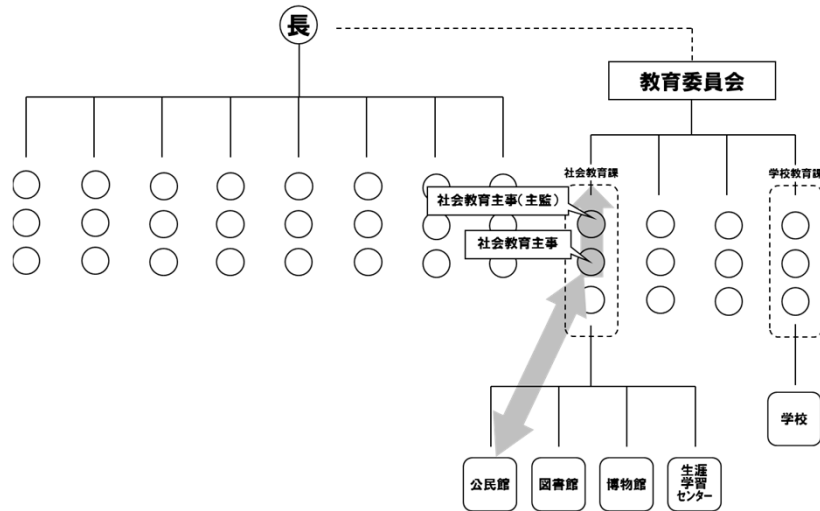 長
教育委員会
社会教育課
学校教育課
社会教育主事(主監)
社会教育主事
学校
公民館
図書館
博物館
生涯
学習
センター